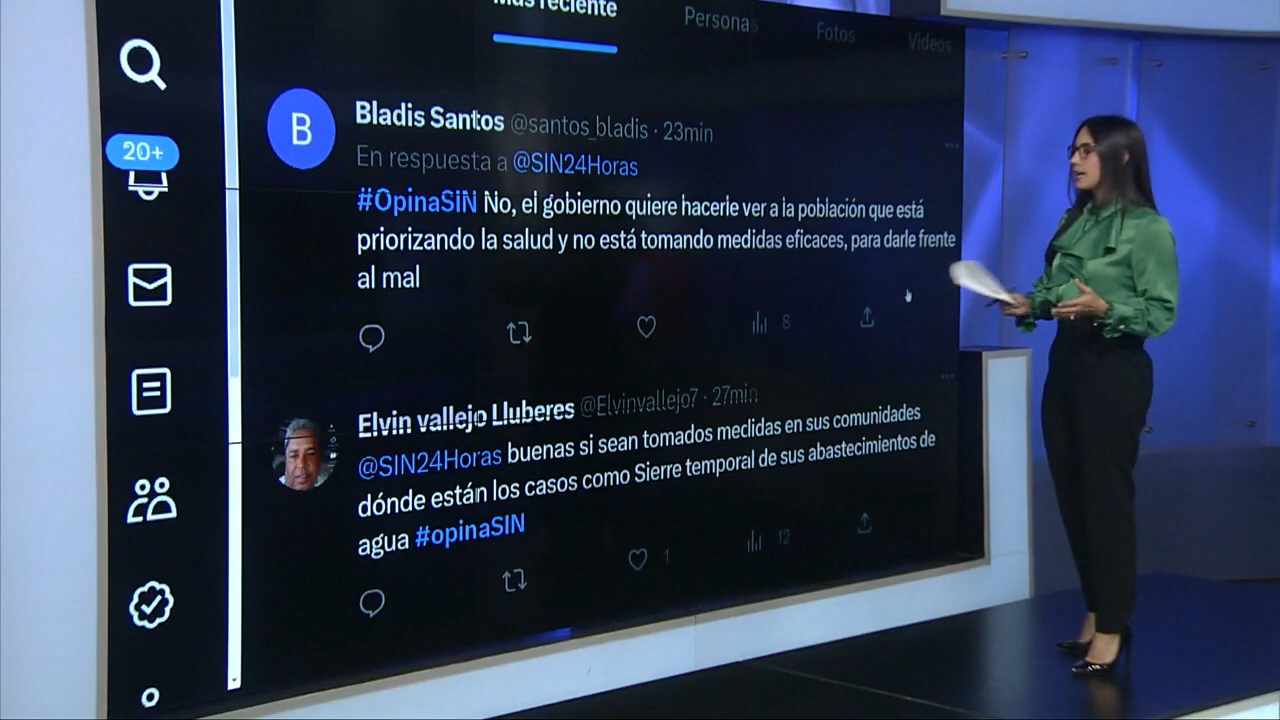 Más reciente
Personas
Fotos
Videos
20+
B
Bladis Santos @santos_bladis · 23min
En respuesta a @SIN24Horas
#OpinaSiN No, el gobierno quiere hacerle ver a la población que está
priorizando la salud y no está tomando medidas eficaces, para darle frente
al mal
8
Elvin vallejo Lluberes @Elvinvallejo7 · 27min
@SIN24Horas buenas si sean tomados meclidas en sus comunidades
dónde están los casos como Sierre temporal de sus abastecimientos de
agua #opinaSIN
1
12